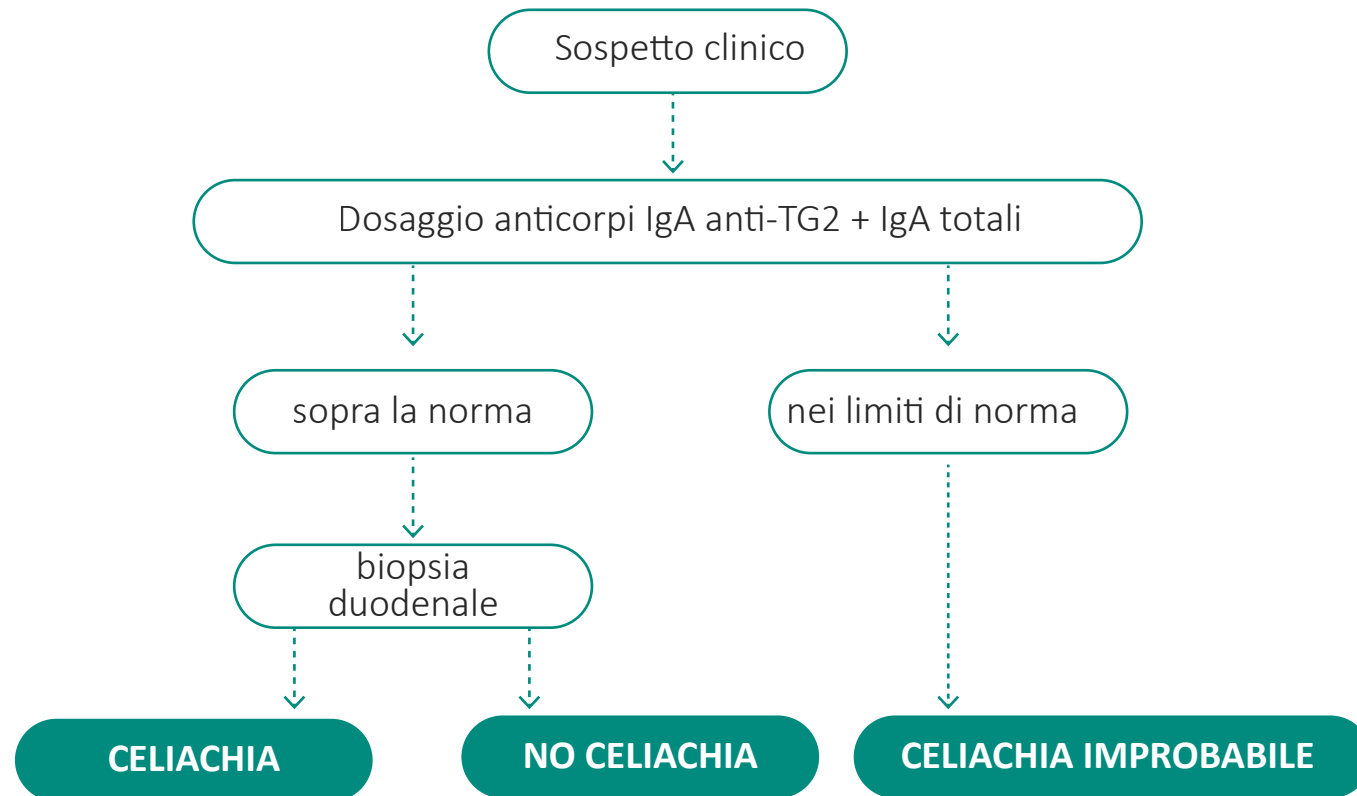 Sospetto clinico
Dosaggio anticorpi IgA anti-TG2 + IgA totali
sopra la norma
nei limiti di norma
biopsia
duodenale
CELIACHIA
NO CELIACHIA
CELIACHIA IMPROBABILE